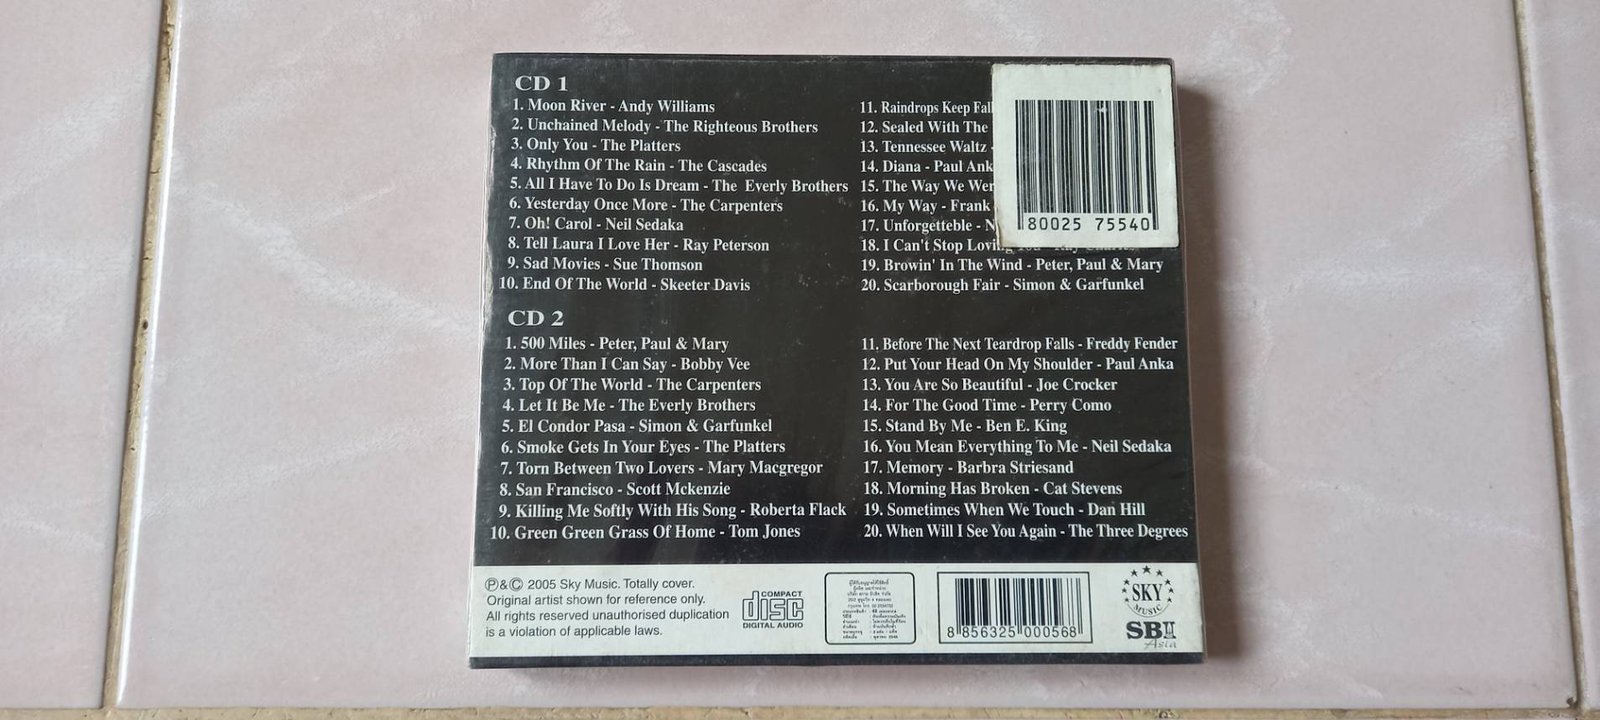 CD 1
1. Moon River - Andy Williams
2. Unchained Melody - The Righteous Brothers
3. Only You - The Platters
4. Rhythm Of The Rain - The Cascades
5. All I Have To Do Is Dream - The Everly Brothers
6. Yesterday Once More - The Carpenters
7. Oh! Carol - Neil Sedaka
8. Tell Laura I Love Her - Ray Peterson
9. Sad Movies - Sue Thomson
10. End Of The World - Skeeter Davis
11. Raindrops Keep
12. Sealed With The
13. Tennessee Waltz -
14. Diana - Paul
15. The Way We
16. My Way - Frank
17. Unforgetteble -
18. I Can't Stop
19. Browin' In The Wind - Peter, Paul & Mary
20. Scarborough Fair - Simon & Garfunkel
80025 75540
CD 2
1. 500 Miles - Peter, Paul & Mary
2. More Than I Can Say - Bobby Vee
3. Top Of The World - The Carpenters
4. Let It Be Me - The Everly Brothers
5. El Condor Pasa - Simon & Garfunkel
6. Smoke Gets In Your Eyes - The Platters
7. Torn Between Two Lovers - Mary Macgregor
8. San Francisco - Scott Mckenzie
9. Killing Me Softly With His Song - Roberta Flack
10. Green Green Grass Of Home - Tom Jones
11. Before The Next Teardrop Falls - Freddy Fender
12. Put Your Head On My Shoulder - Paul Anka
13. You Are So Beautiful - Joe Crocker
14. For The Good Time - Perry Como
15. Stand By Me - Ben E. King
16. You Mean Everything To Me - Neil Sedaka
17. Memory - Barbra Striesand
18. Morning Has Broken - Cat Stevens
19. Sometimes When We Touch - Dan Hill
20. When Will I See You Again - The Three Degrees
℗ & © 2005 Sky Music. Totally cover.
Original artist shown for reference only.
All rights reserved unauthorised duplication
is a violation of applicable laws.
COMPACT
disc
DIGITAL AUDIO
8 856325 000568
SKY
MUSIC
SB II
Asia